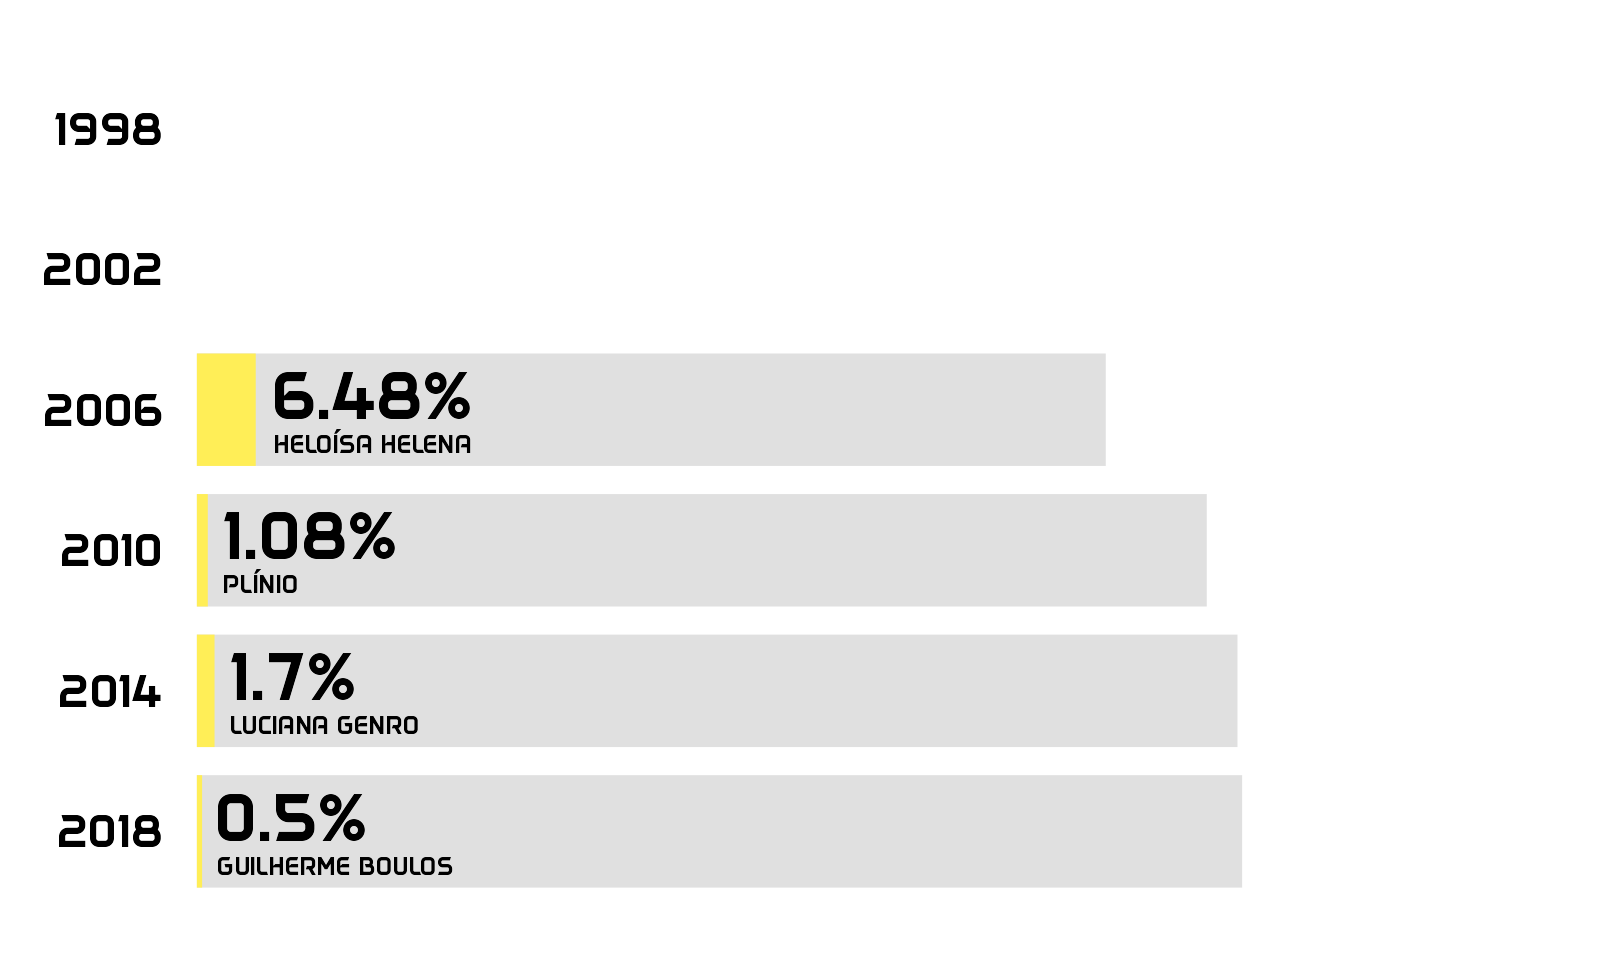 1998
2002
2006
6.48%
HELOÍSA HELENA
2010
1.08%
PLÍNIO
2014
1.7%
LUCIANA GENRO
2018
0.5%
GUILHERME BOULOS